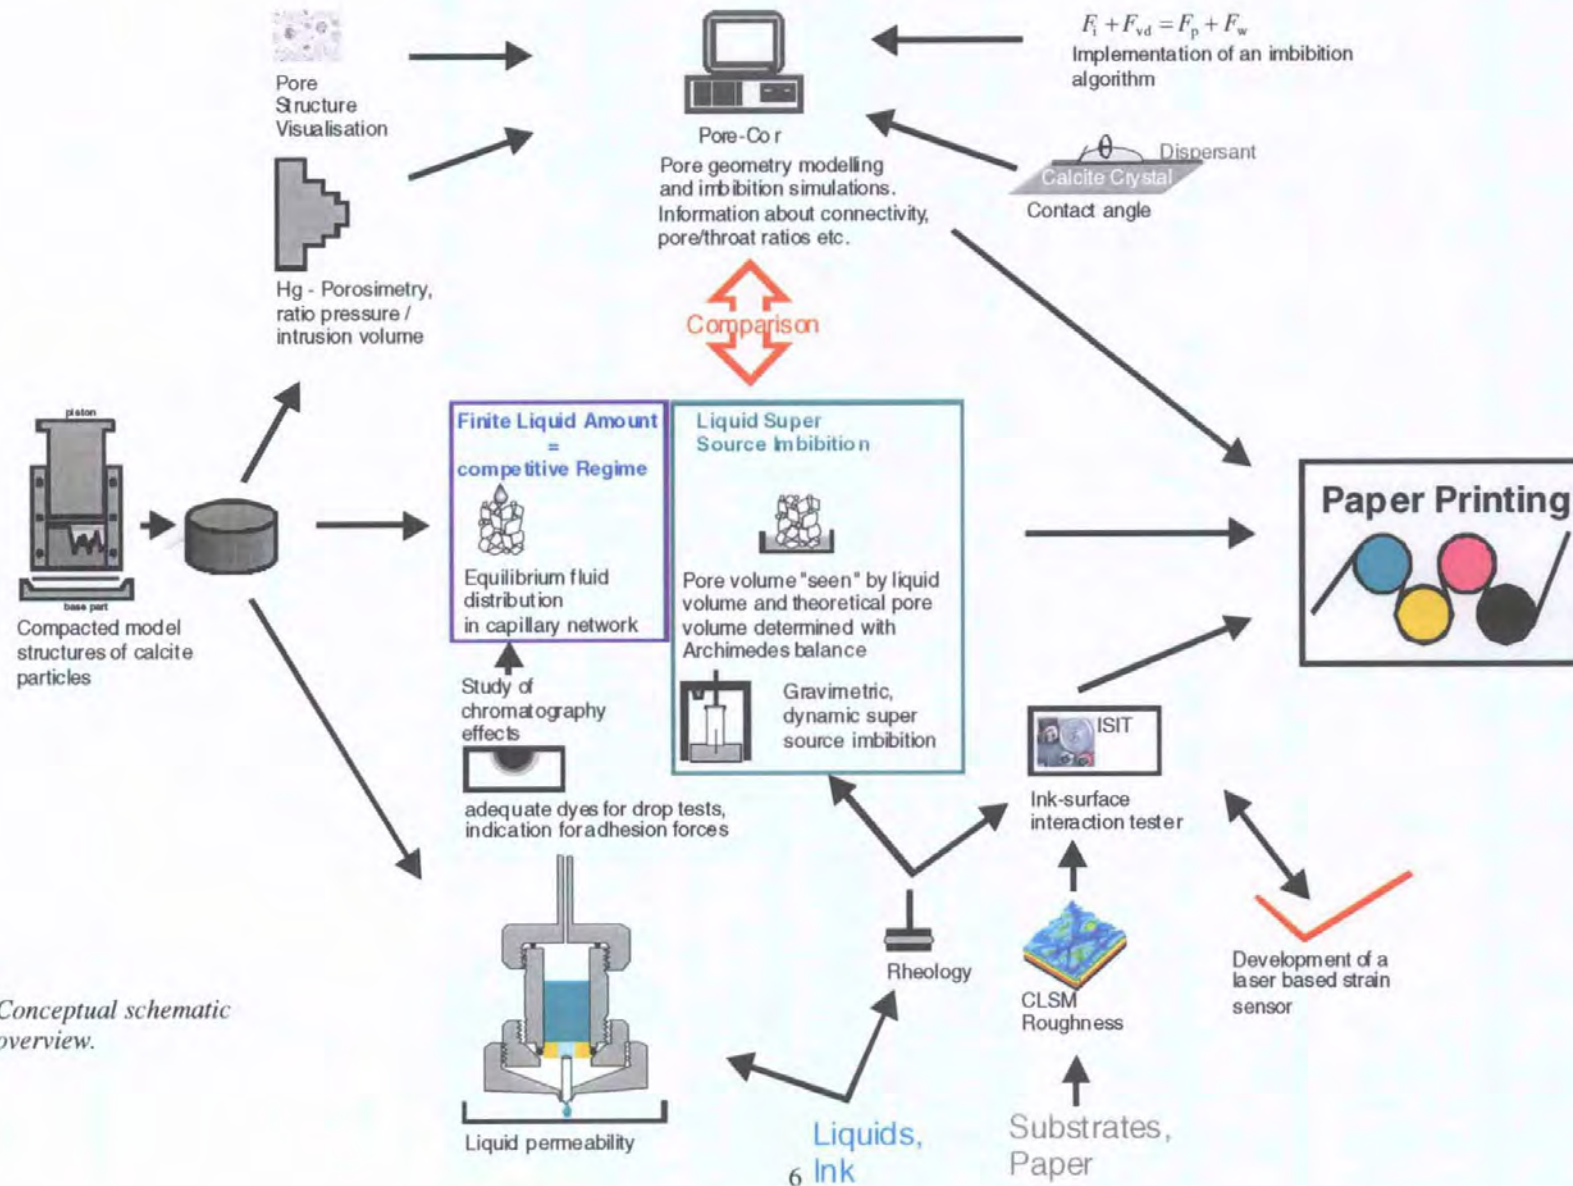 Pore
Structure
Visualisation
Hg - Porosimetry,
ratio pressure /
intrusion volume
Pore-Cor
Pore geometry modelling
and imbibition simulations.
Information about connectivity,
pore/throat ratios etc.
F_i + F_vd = F_p + F_w
Implementation of an imbibition
algorithm
θ
Dispersant
Calcite Crystal
Contact angle
Comparison
piston
base part
Compacted model
structures of calcite
particles
Finite Liquid Amount
=
competitive Regime
Equilibrium fluid
distribution
in capillary network
Liquid Super
Source Imbibition
Pore volume "seen" by liquid
volume and theoretical pore
volume determined with
Archimedes balance
Gravimetric,
dynamic super
source imbibition
Paper Printing
Study of
chromatography
effects
adequate dyes for drop tests,
indication for adhesion forces
ISIT
Ink-surface
interaction tester
Rheology
CLSM
Roughness
Development of a
laser based strain
sensor
Conceptual schematic
overview.
Liquid permeability
Liquids,
Ink
Substrates,
Paper
6